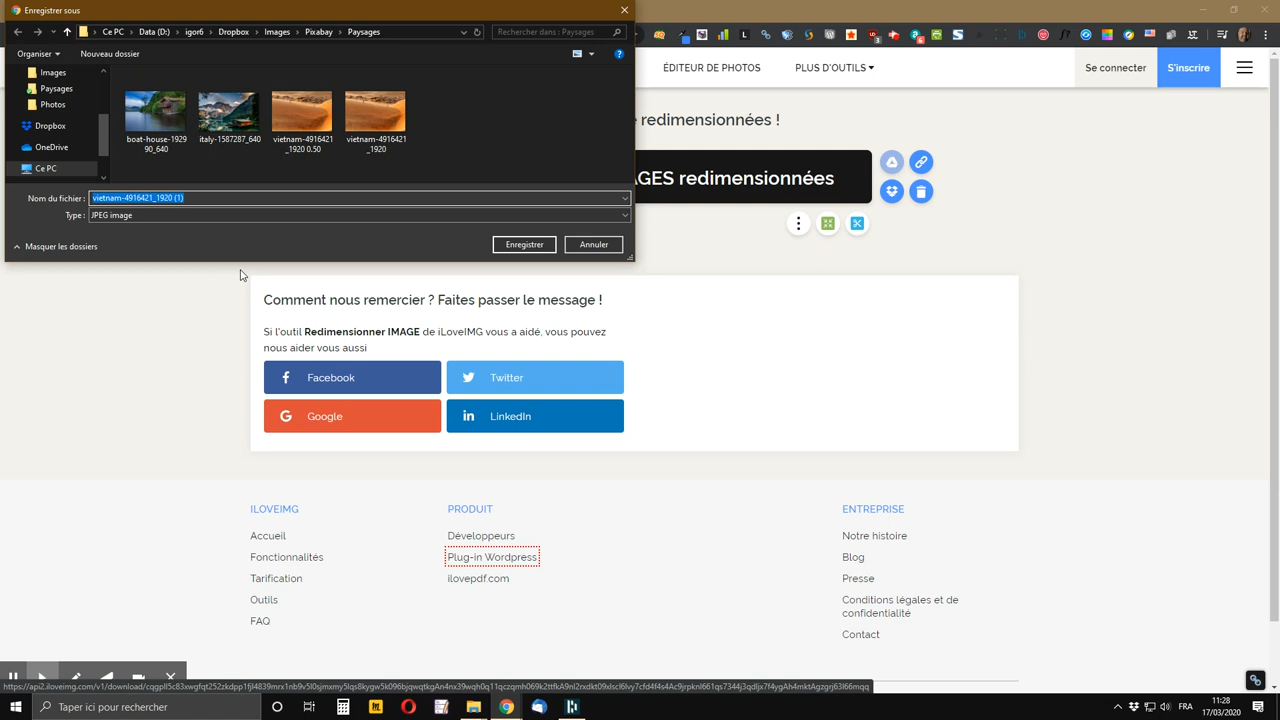 Enregistrer sous
Ce PC > Data (D:) > igor6 > Dropbox > Images > Pixabay > Paysages
Rechercher dans : Paysages
Organiser
Nouveau dossier
Images
Paysages
Photos
Dropbox
OneDrive
Ce PC
boat-house-1929
90_640
italy-1587287_640
vietnam-4916421
_1920 0.50
vietnam-4916421
_1920
Nom du fichier :
vietnam-4916421_1920 (1)
Type :
JPEG image
Masquer les dossiers
Enregistrer
Annuler
ÉDITEUR DE PHOTOS
PLUS D'OUTILS
Se connecter
S'inscrire
redimensionnées !
AGES redimensionnées
Comment nous remercier ? Faites passer le message !
Si l'outil Redimensionner IMAGE de iLoveIMG vous a aidé, vous pouvez
nous aider vous aussi
Facebook
Twitter
Google
LinkedIn
ILOVEIMG
Accueil
Fonctionnalités
Tarification
Outils
FAQ
PRODUIT
Développeurs
Plug-in Wordpress
ilovepdf.com
ENTREPRISE
Notre histoire
Blog
Presse
Conditions légales et de
confidentialité
Contact
Taper ici pour rechercher
FRA
11:28
17/03/2020